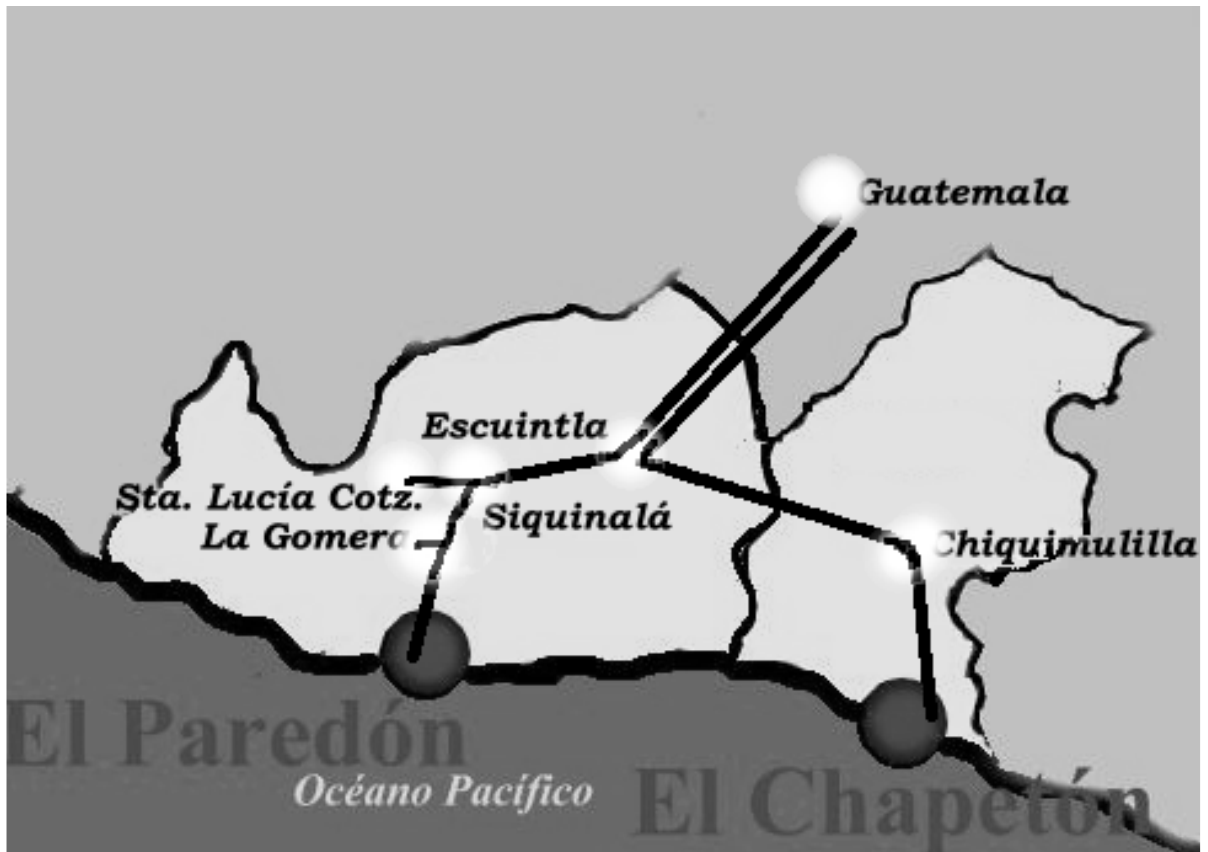 Guatemala
Escuintla
Sta. Lucía Cotz.
Siquinalá
La Gomera
Chiquimulilla
El Paredón
Océano Pacífico
El Chapetón